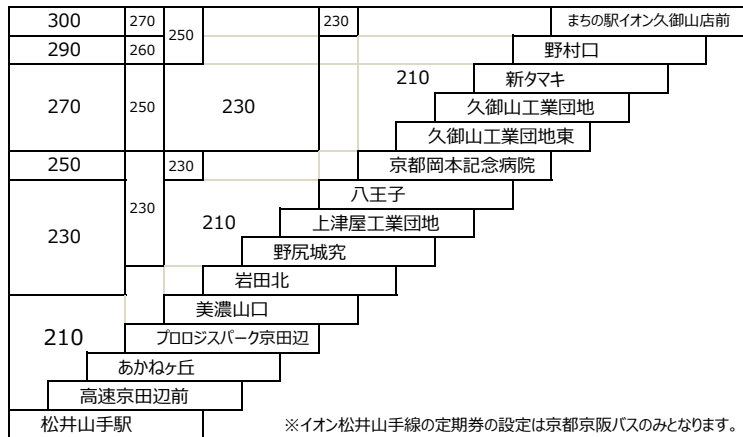 300 270 250 230 まちの駅イオン久御山店前
290 260 野村口
210 新タマキ
270 250 230 久御山工業団地
久御山工業団地東
250 230 京都岡本記念病院
八王子
230 230 210 上津屋工業団地
野尻城究
岩田北
美濃山口
210 プロロジスパーク京田辺
あかねヶ丘
高速京田辺前
松井山手駅 ※イオン松井山手線の定期券の設定は京都京阪バスのみとなります。